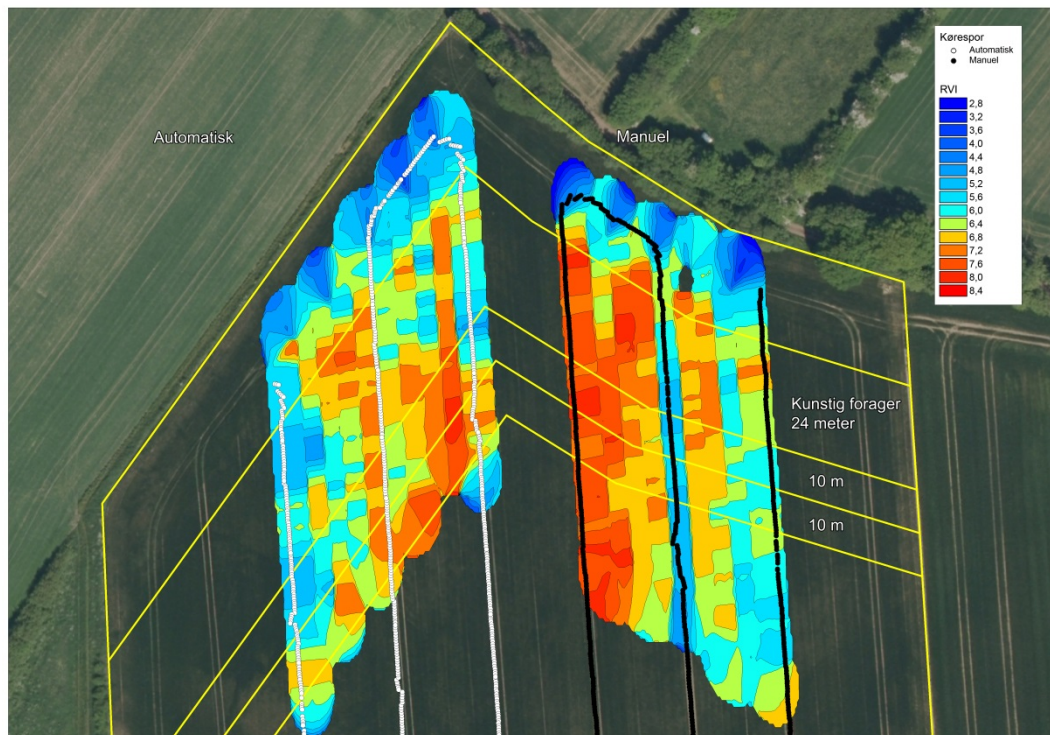 Automatisk
Manuel
Kørespor
Automatisk
Manuel
RVI
2,8
3,2
3,6
4,0
4,4
4,8
5,2
5,6
6,0
6,4
6,8
7,2
7,6
8,0
8,4
Kunstig forager
24 meter
10 m
10 m